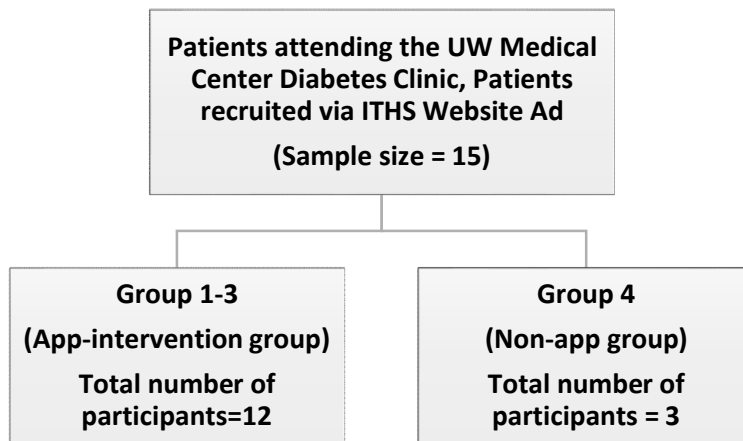 Patients attending the UW Medical
Center Diabetes Clinic, Patients
recruited via ITHS Website Ad
(Sample size = 15)
Group 1-3
(App-intervention group)
Total number of
participants=12
Group 4
(Non-app group)
Total number of
participants = 3